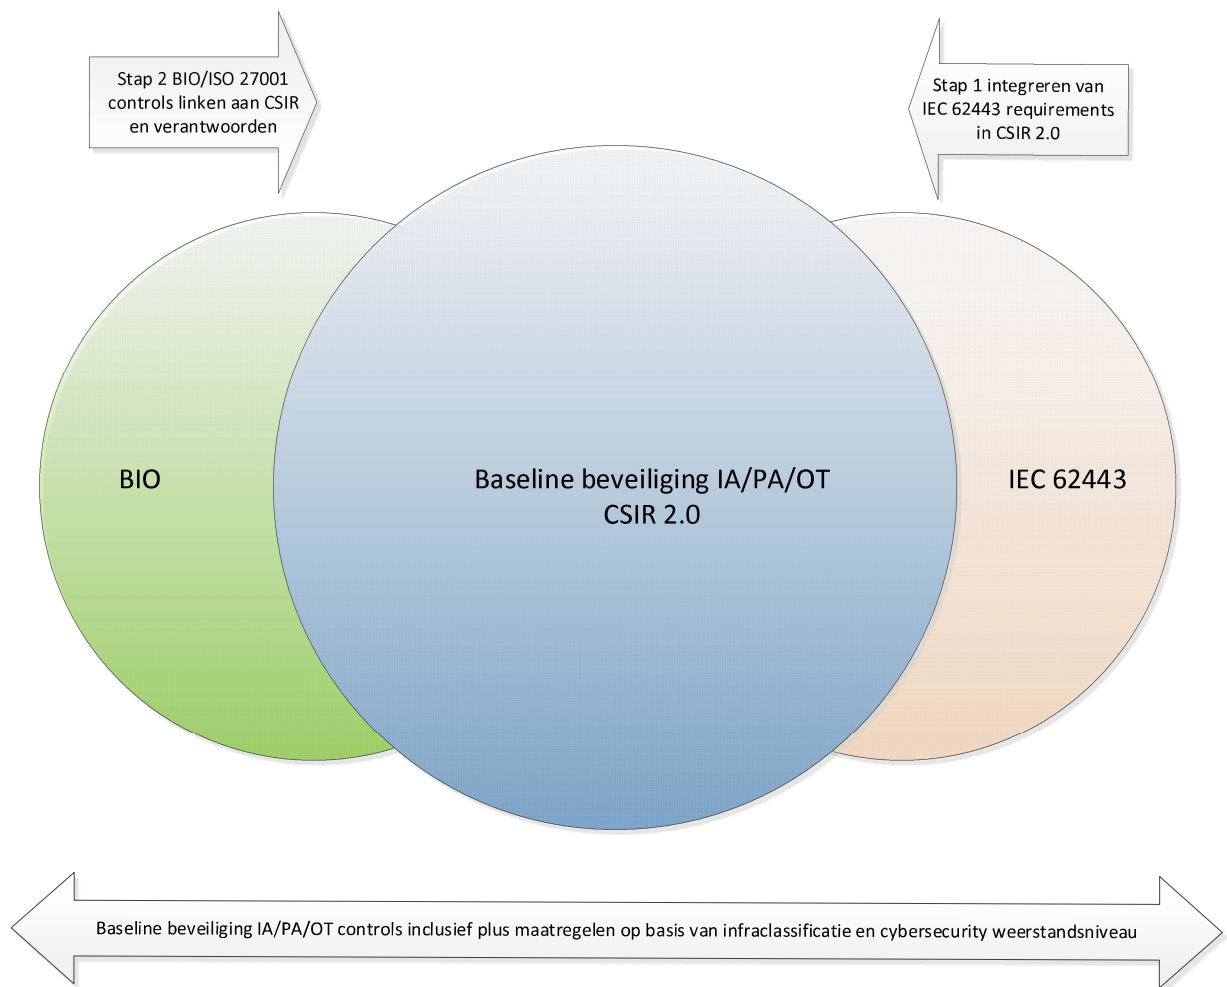 Stap 2 BIO/ISO 27001
controls linken aan CSIR
en verantwoorden
Stap 1 integreren van
IEC 62443 requirements
in CSIR 2.0
BIO
Baseline beveiliging IA/PA/OT
CSIR 2.0
IEC 62443
Baseline beveiliging IA/PA/OT controls inclusief plus maatregelen op basis van infraclassificatie en cybersecurity weerstandsniveau